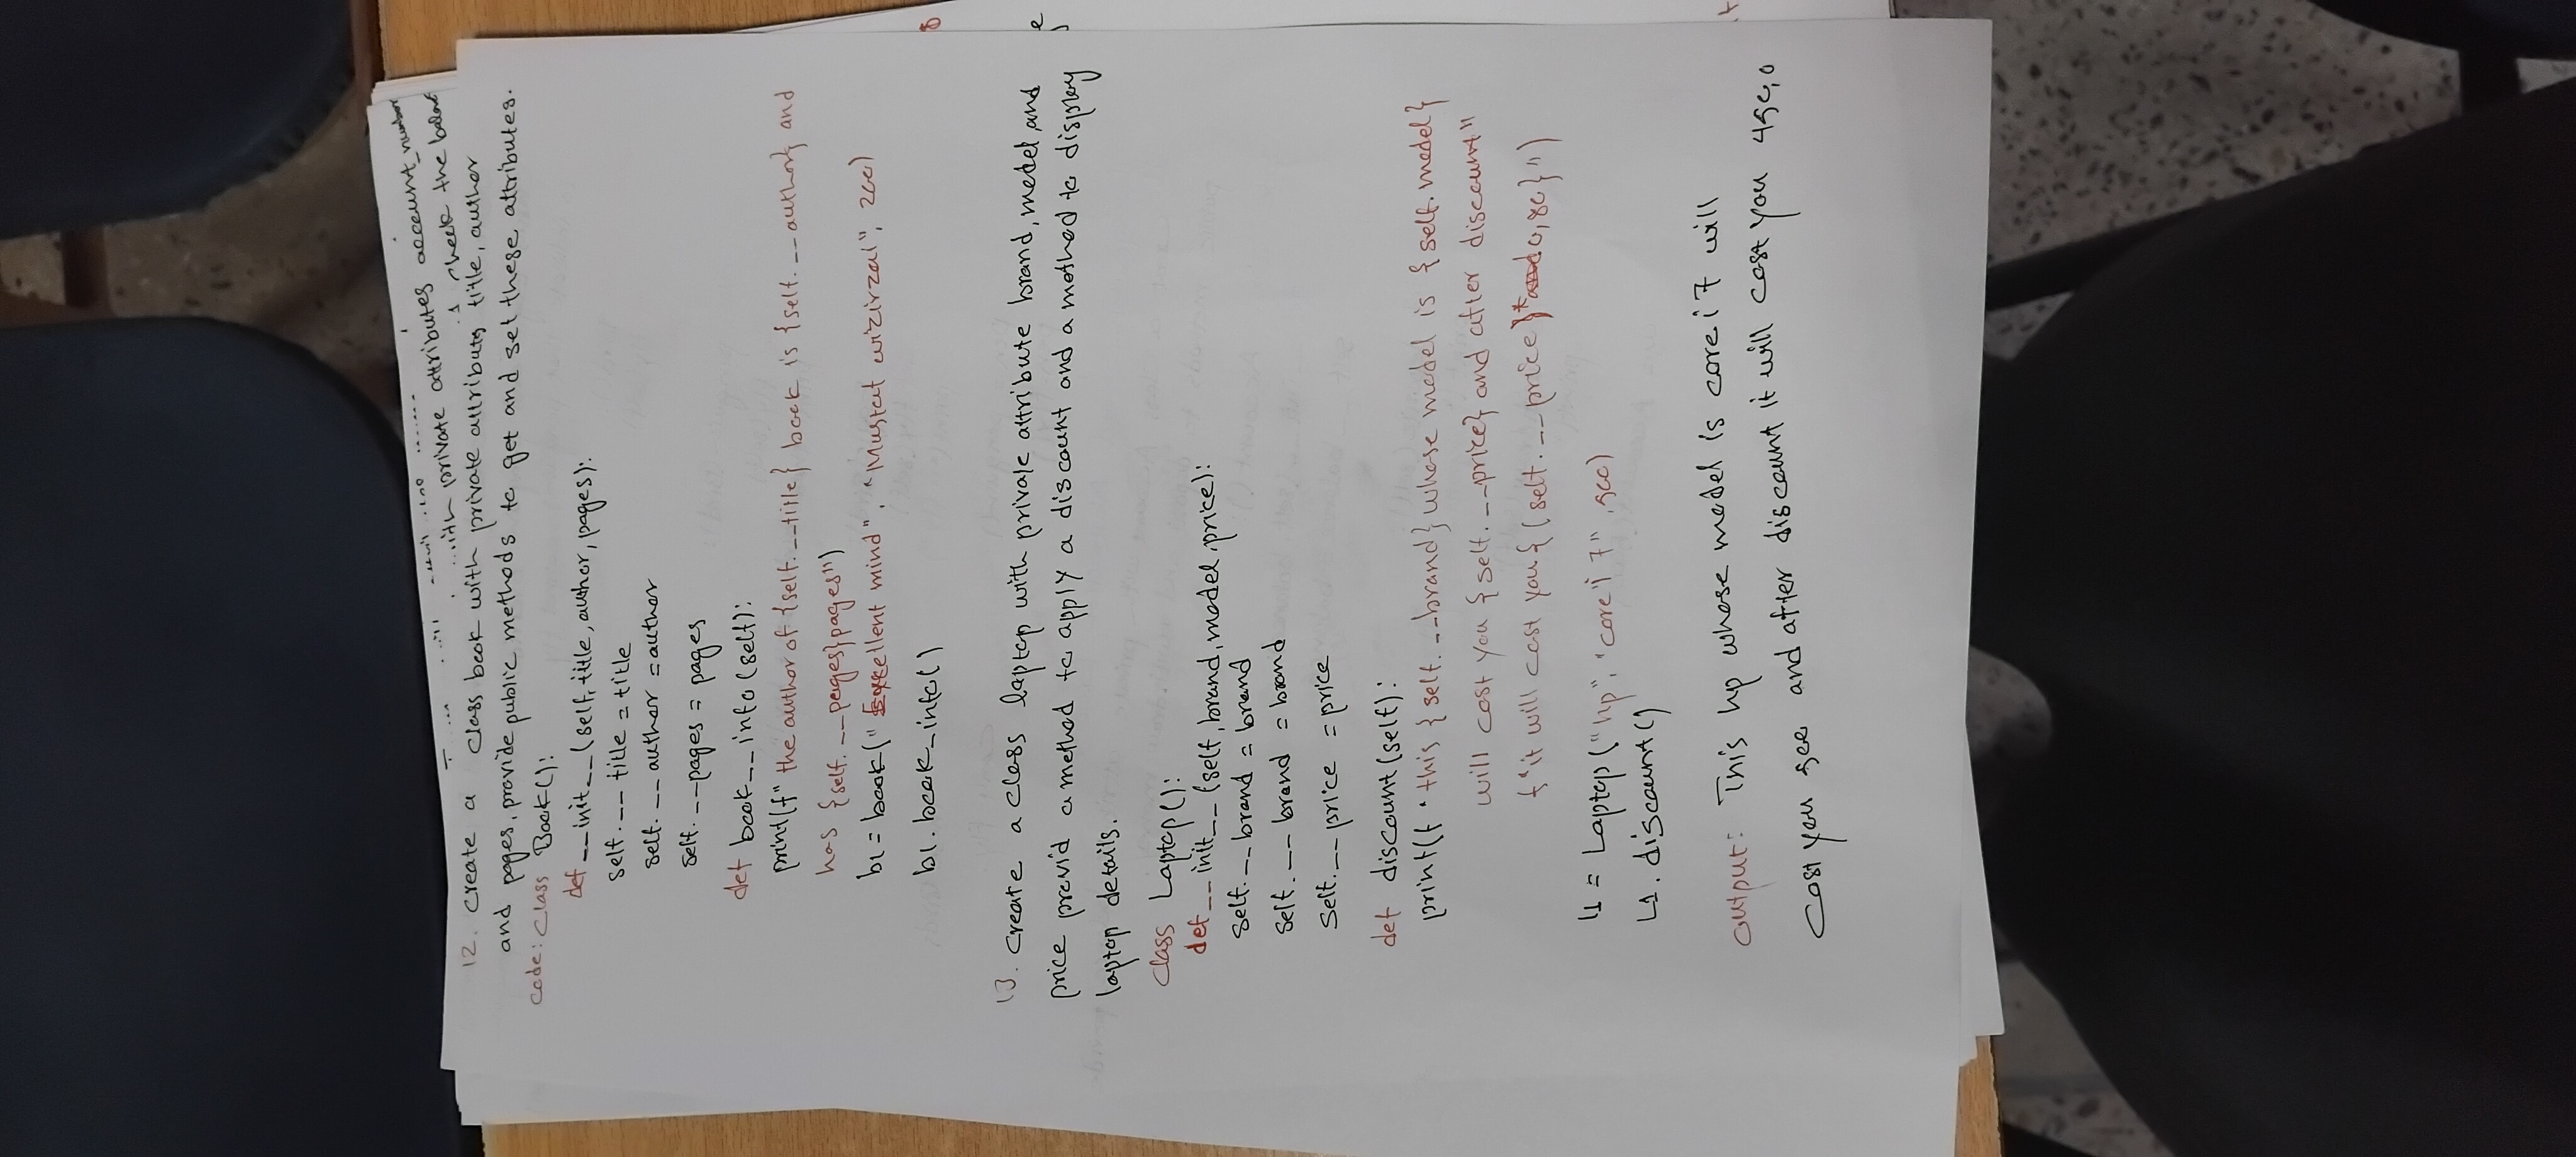 with private attributes account_number
check the balance
12. Create a class book with private attributs title, author
and pages, provide public methods to get and set these attributes.
code: class Book():
def __init__(self, title, author, pages):
self.__title = title
self.__author = author
self.__pages = pages
def book__info(self):
print(f" the author of {self.__title} book is {self.__author} and
has {self.__pages}pages")
b1 = book(" Excellent mind", "Mustat wizirzai", 200)
b1.book_info()
13. Create a class laptop with private attribute brand, model, and
price provid a method to apply a discount and a method to display
laptop details.
class Laptop():
def __init__(self, brand, model, price):
self.__brand = brand
self.__brand = brand
self.__price = price
def discount(self):
print(f "this {self.__brand} whose model is {self.model}
will cost you {self.__price} and after discount"
f"it will cost you{(self.__price)*0,80}")
l1 = Laptop("hp", "core i 7", 500)
L1.discount()
output: This hp whose model is core i 7 will
cost you 500 and after discount it will cost you 450,0